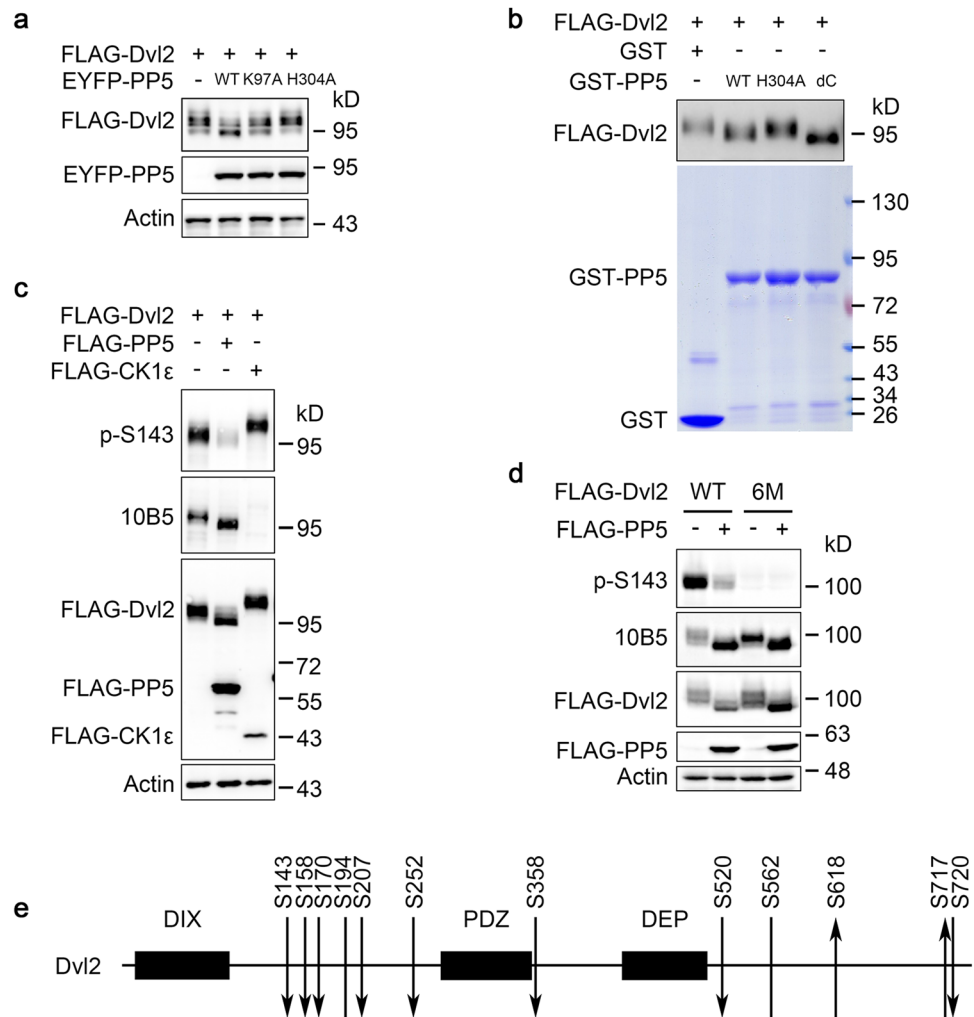 a
FLAG-Dvl2 + + + +
EYFP-PP5 - WT K97A H304A
kD
FLAG-Dvl2 95
EYFP-PP5 95
Actin 43
b
FLAG-Dvl2 + + + +
GST + - - -
GST-PP5 - WT H304A dC
kD
FLAG-Dvl2 95
130
95
GST-PP5
72
55
43
34
26
GST
c
FLAG-Dvl2 + + +
FLAG-PP5 - + -
FLAG-CK1ε - - +
kD
p-S143 95
10B5 95
FLAG-Dvl2 95
72
FLAG-PP5 55
FLAG-CK1ε 43
Actin 43
d
FLAG-Dvl2 WT 6M
FLAG-PP5 - + - +
kD
p-S143 100
10B5 100
FLAG-Dvl2 100
63
FLAG-PP5
Actin 48
e
S143 S158 S170 S194 S207 S252 S358 S520 S562 S618 S717 S720
DIX PDZ DEP
Dvl2